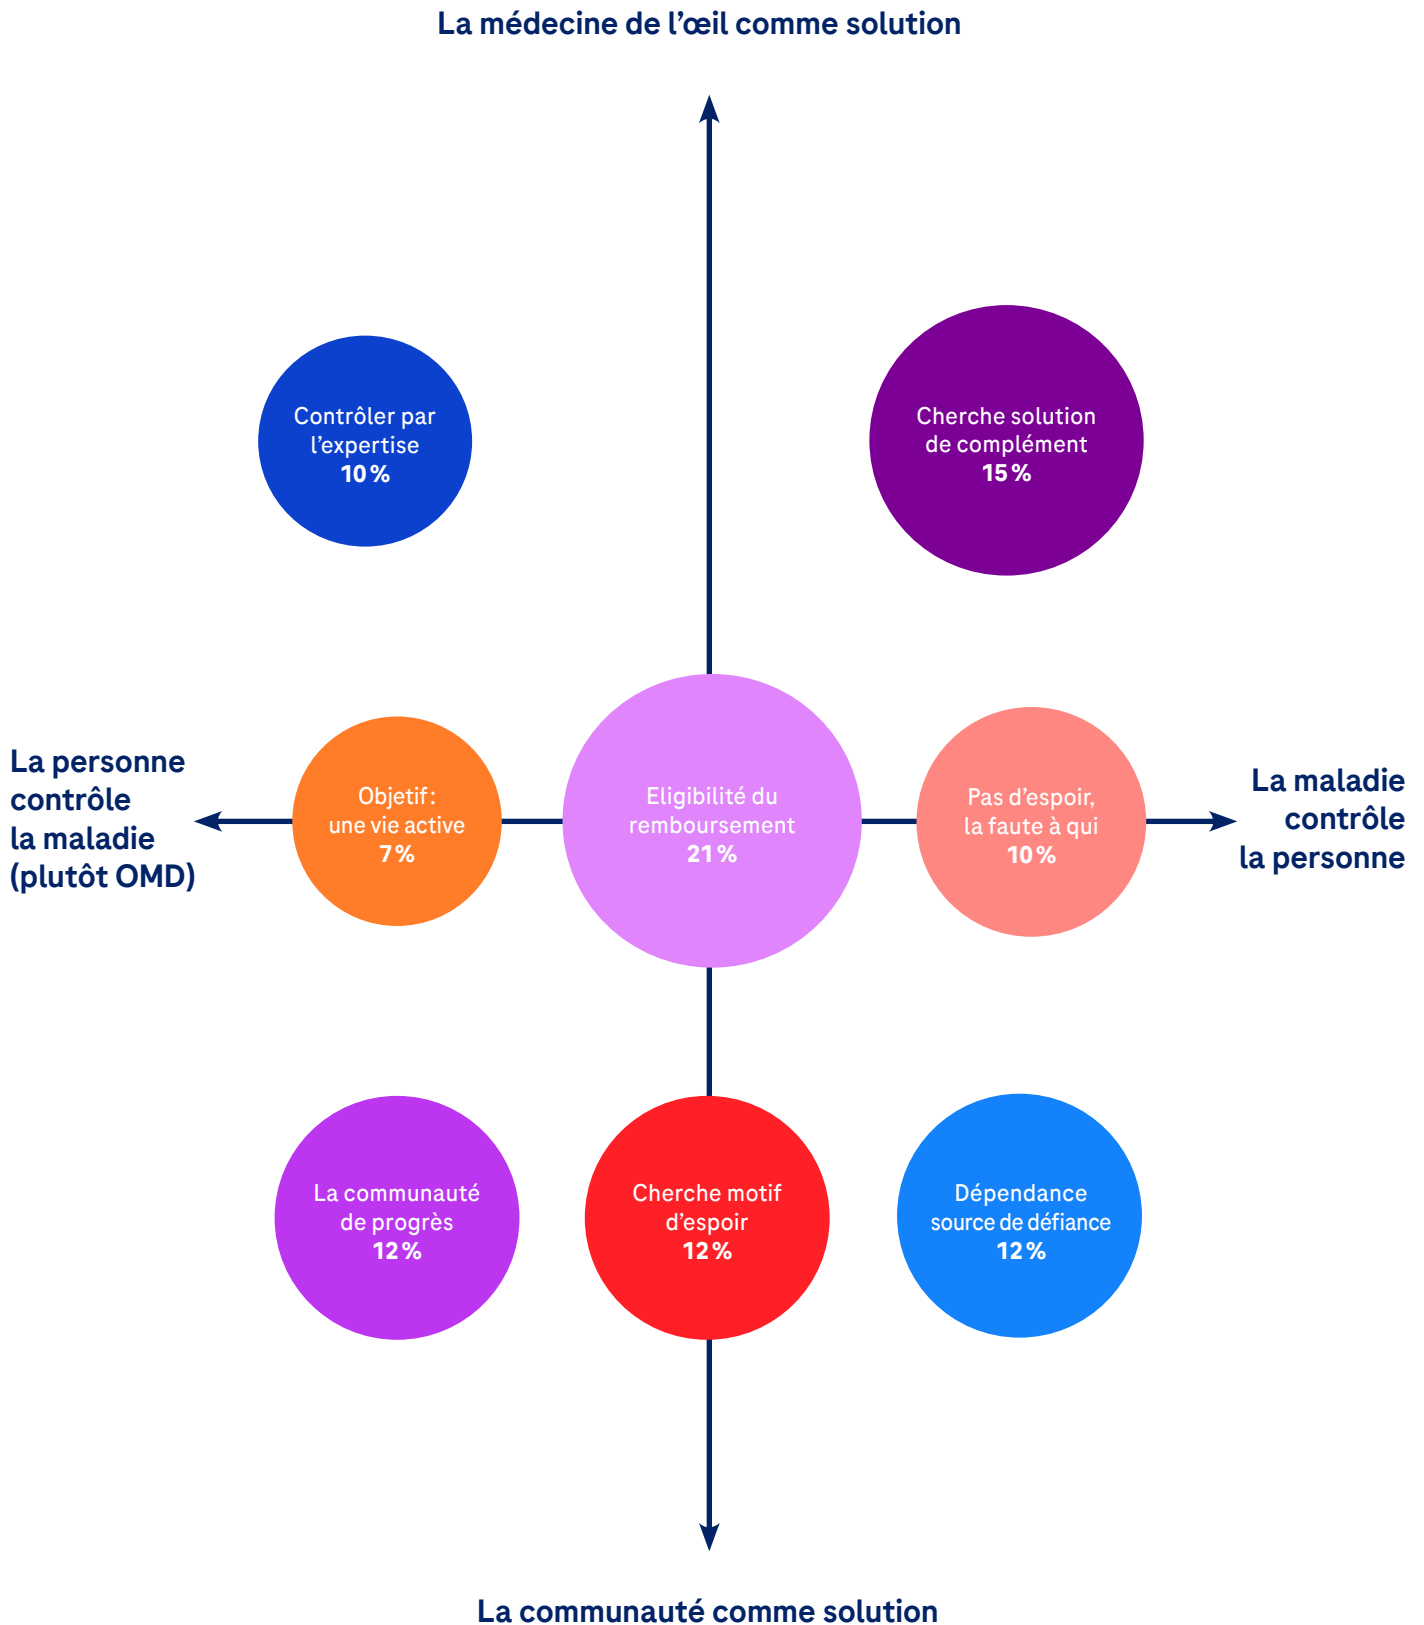 La médecine de l’œil comme solution
Contrôler par
l’expertise
10 %
Cherche solution
de complément
15 %
La personne
contrôle
la maladie
(plutôt OMD)
Objetif :
une vie active
7 %
Eligibilité du
remboursement
21 %
Pas d’espoir,
la faute à qui
10 %
La maladie
contrôle
la personne
La communauté
de progrès
12 %
Cherche motif
d’espoir
12 %
Dépendance
source de défiance
12 %
La communauté comme solution